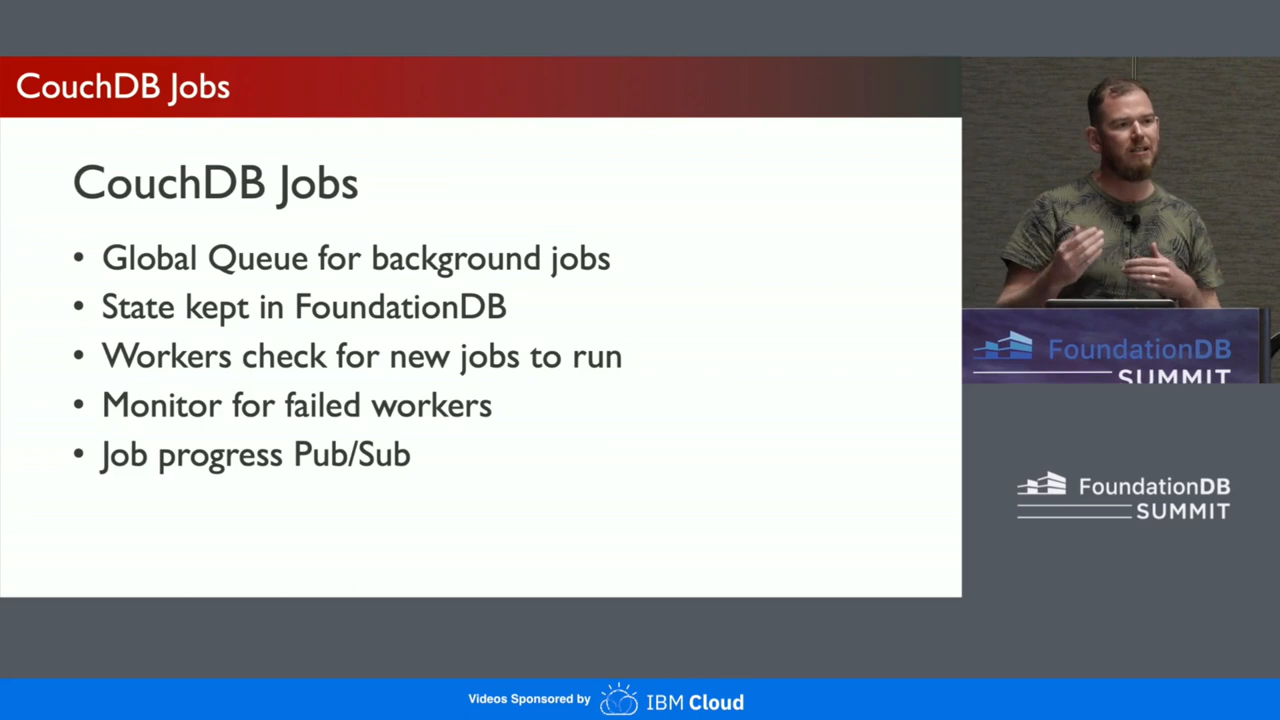 CouchDB Jobs
CouchDB Jobs
• Global Queue for background jobs
• State kept in FoundationDB
• Workers check for new jobs to run
• Monitor for failed workers
• Job progress Pub/Sub
FoundationDB
SUMMIT
FoundationDB
SUMMIT
Videos Sponsored by IBM Cloud